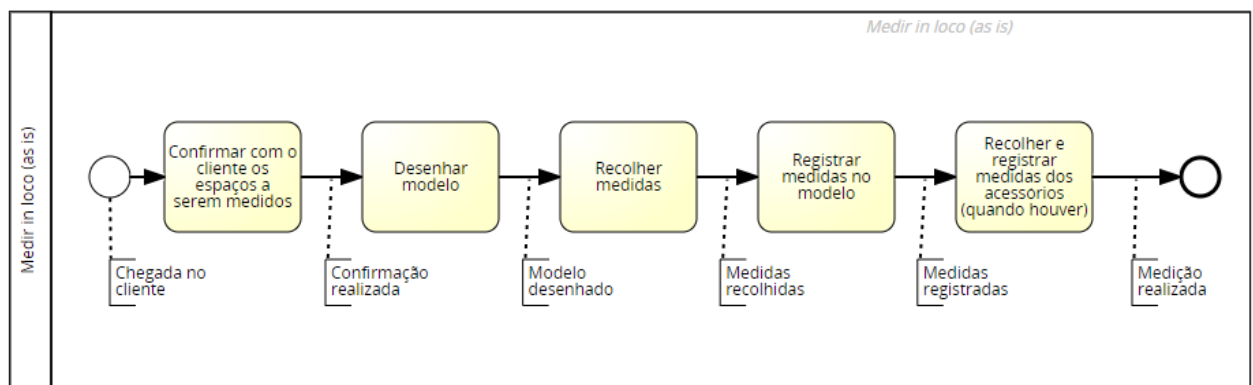 Medir in loco (as is)
Medir in loco (as is)
Confirmar com o
cliente os
espaços a
serem medidos
Desenhar
modelo
Recolher
medidas
Registrar
medidas no
modelo
Recolher e
registrar
medidas dos
acessórios
(quando houver)
Chegada no
cliente
Confirmação
realizada
Modelo
desenhado
Medidas
recolhidas
Medidas
registradas
Medição
realizada